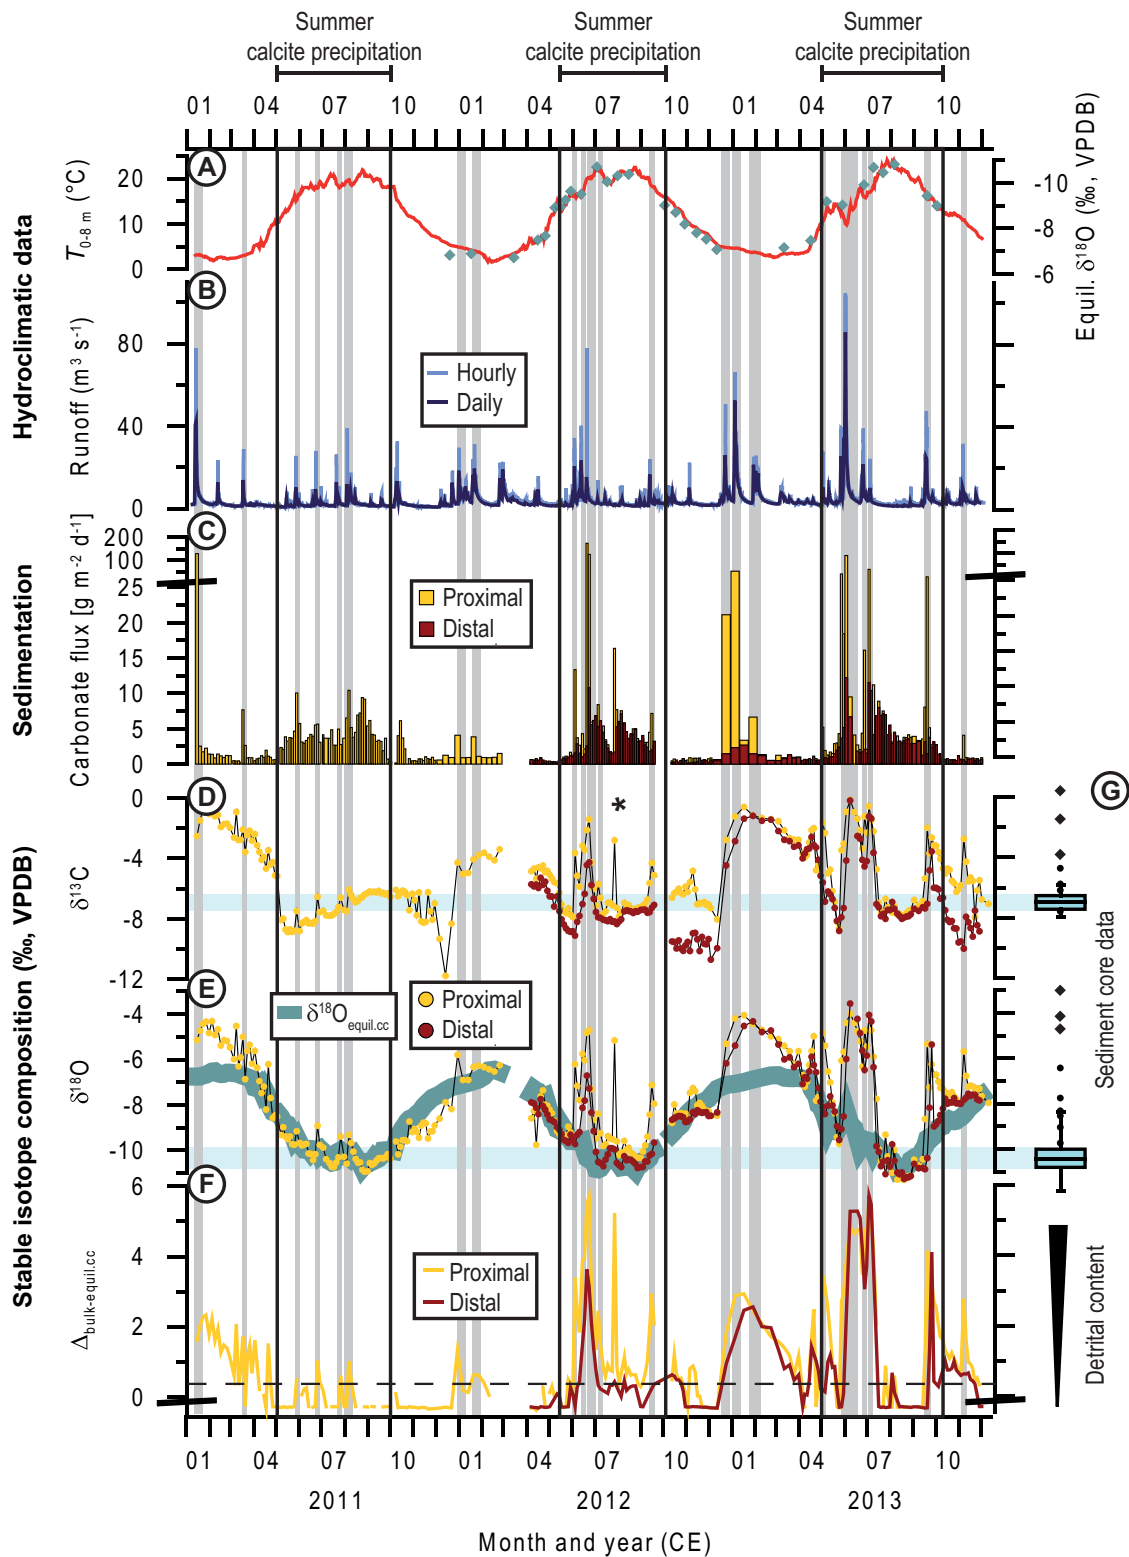 Summer
calcite precipitation
Summer
calcite precipitation
Summer
calcite precipitation
01 04 07 10 01 04 07 10 01 04 07 10
Hydroclimatic data
A
T0-8 m (°C)
20
10
0
Equil. δ18O (‰, VPDB)
-10
-8
-6
B
Runoff (m3 s-1)
80
40
0
Hourly
Daily
Sedimentation
C
Carbonate flux [g m-2 d-1]
200
100
25
20
15
10
5
0
Proximal
Distal
Stable isotope composition (‰, VPDB)
D
δ13C
0
-4
-8
-12
*
G
Sediment core data
E
δ18O
-4
-6
-8
-10
δ18Oequil.cc
Proximal
Distal
F
Δbulk-equil.cc
6
4
2
0
Proximal
Distal
Detrital content
01 04 07 10 01 04 07 10 01 04 07 10
2011 2012 2013
Month and year (CE)